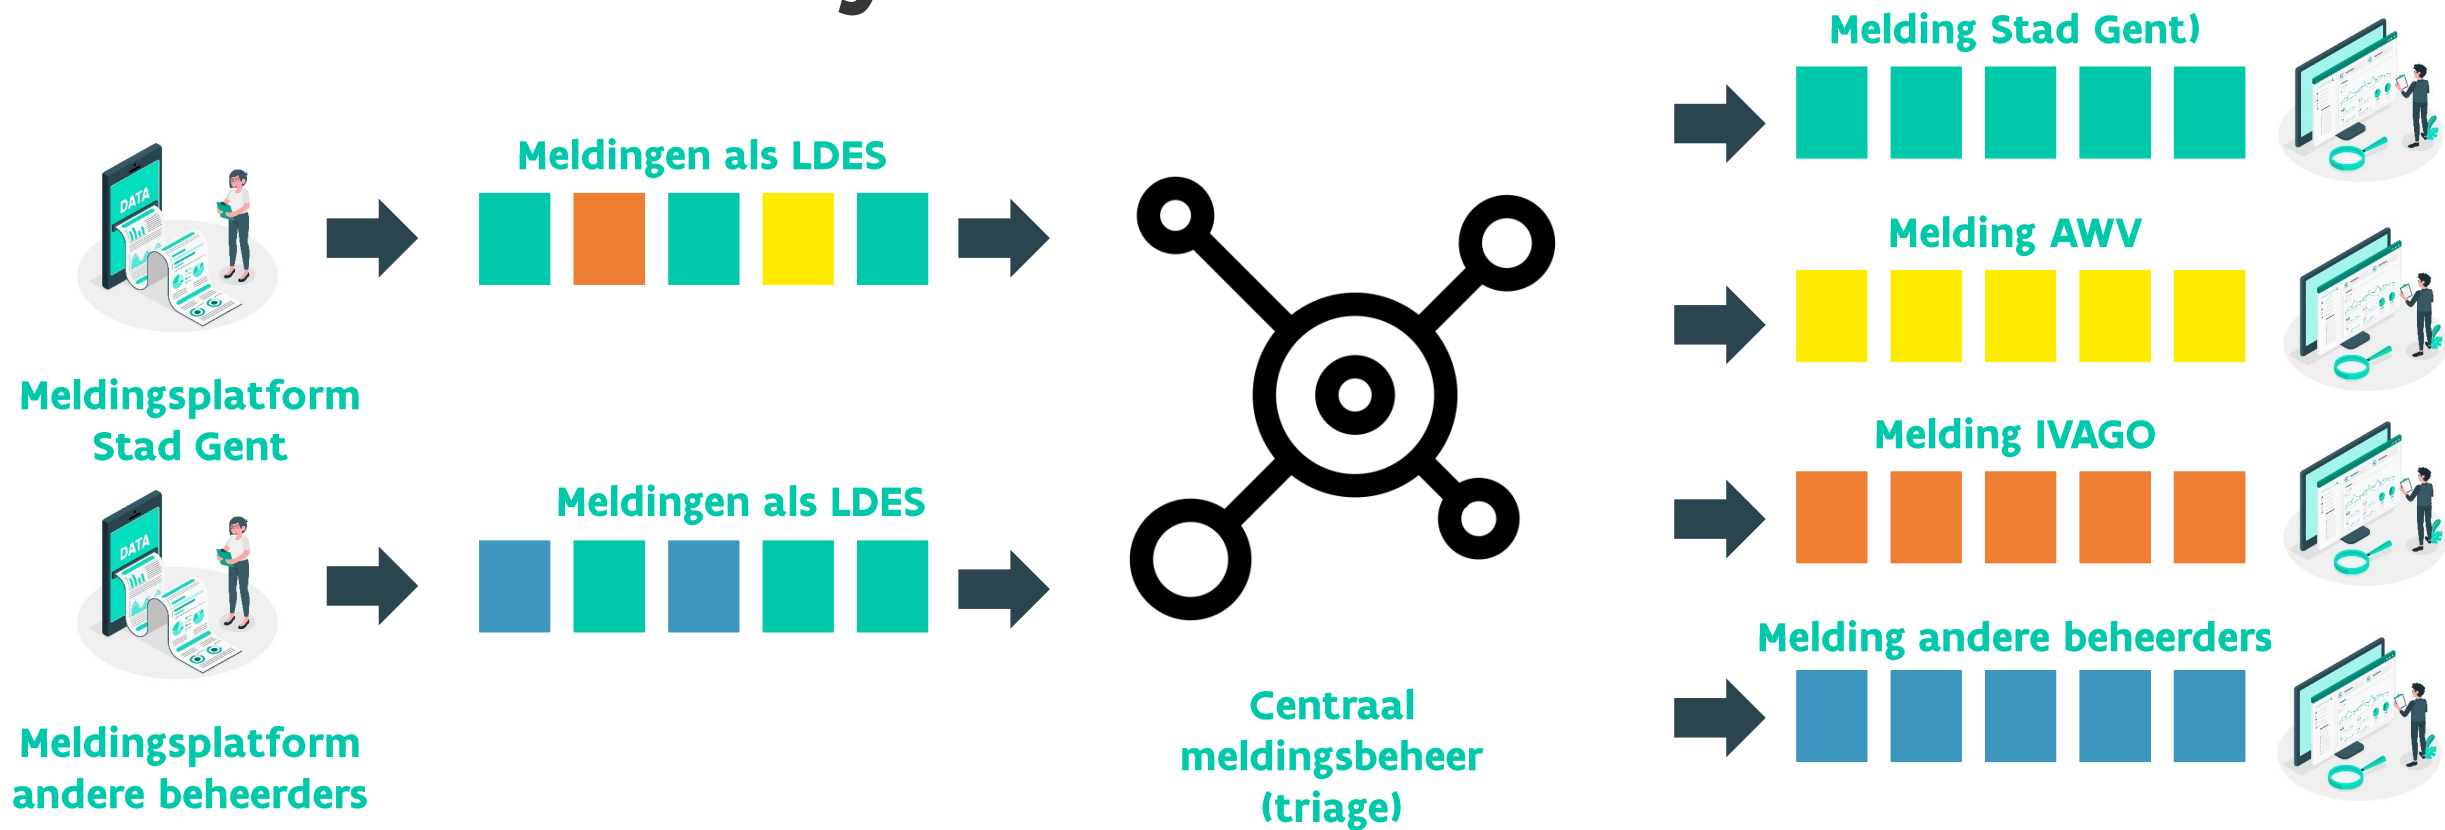 Meldingen als LDES
DATA
Meldingsplatform
Stad Gent
Meldingen als LDES
DATA
Meldingsplatform
andere beheerders
Centraal
meldingsbeheer
(triage)
Melding Stad Gent)
Melding AWV
Melding IVAGO
Melding andere beheerders